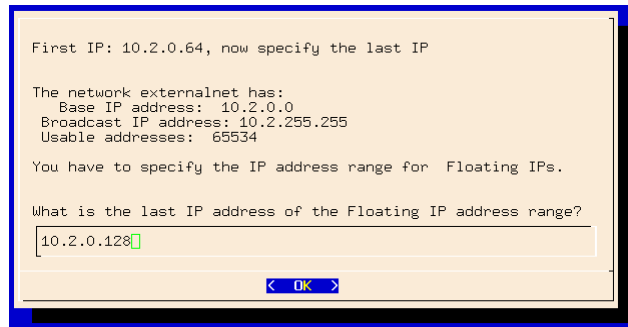 First IP: 10.2.0.64, now specify the last IP
The network externalnet has:
Base IP address:  10.2.0.0
Broadcast IP address: 10.2.255.255
Usable addresses:  65534
You have to specify the IP address range for  Floating IPs.
What is the last IP address of the Floating IP address range?
10.2.0.128
<  OK  >